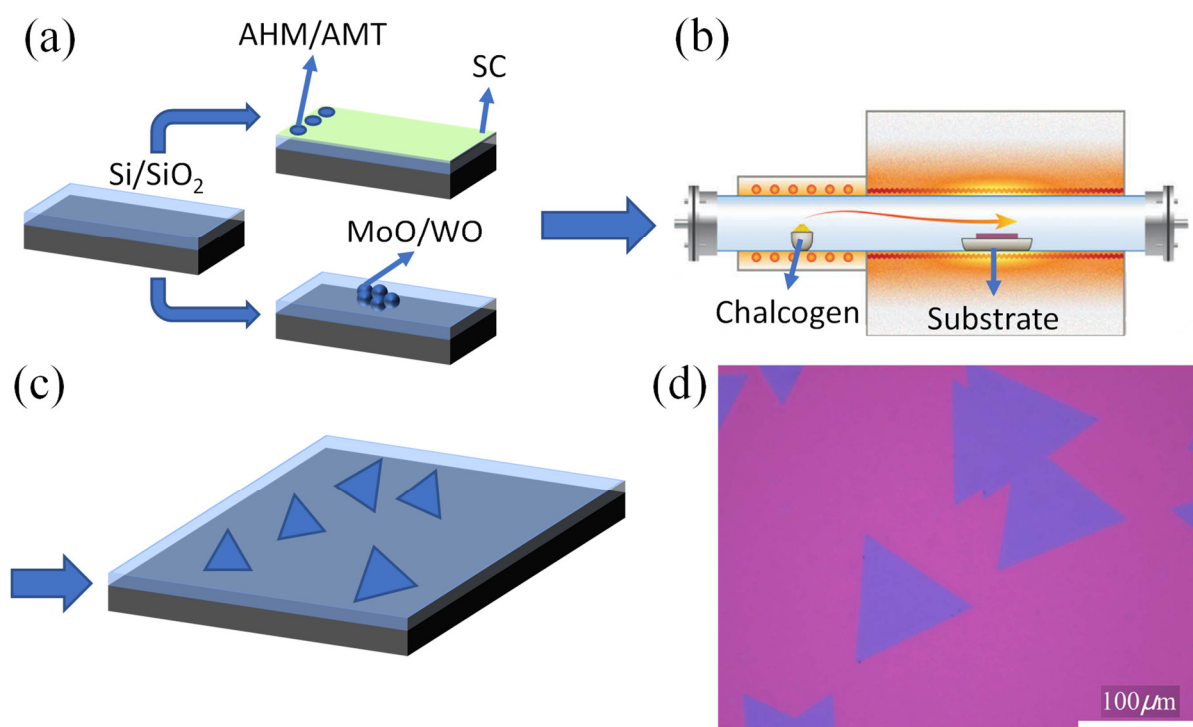 (a)
AHM/AMT
SC
Si/SiO₂
MoO/WO
(b)
Chalcogen
Substrate
(c)
(d)
100μm